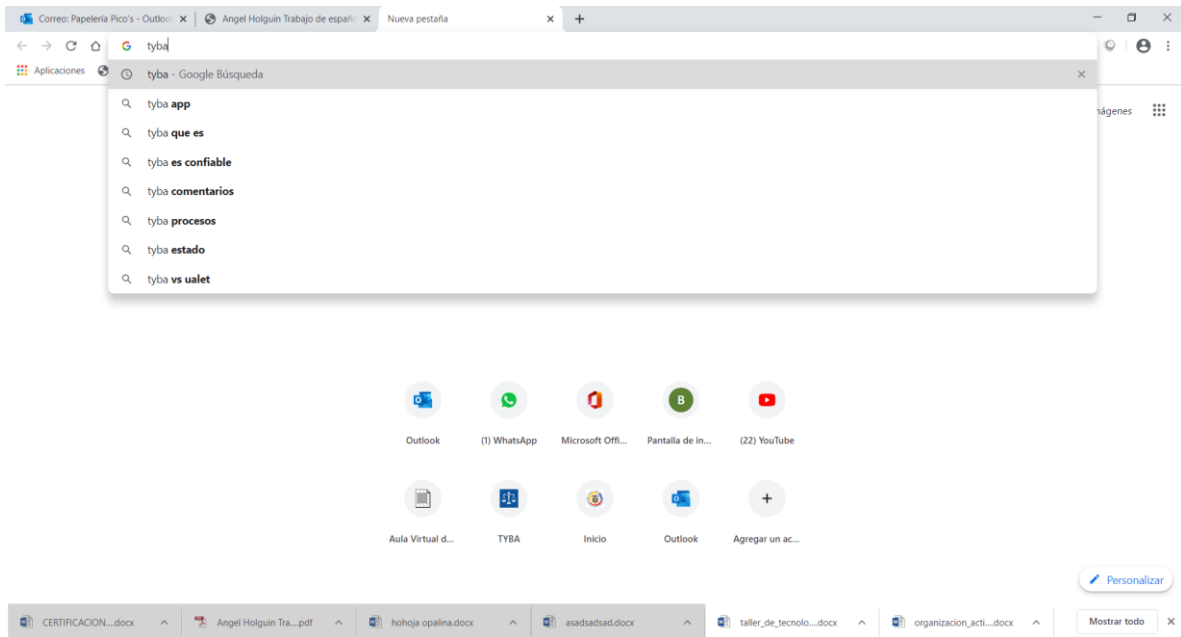 Correo: Papelería Pico's - Outlool
Angel Holguin Trabajo de españo
Nueva pestaña
tyba
Aplicaciones
tyba - Google Búsqueda
tyba app
tyba que es
tyba es confiable
tyba comentarios
tyba procesos
tyba estado
tyba vs ualet
nágenes
Outlook
(1) WhatsApp
Microsoft Offi...
B
Pantalla de in...
(22) YouTube
Aula Virtual d...
TYBA
Inicio
Outlook
Agregar un ac...
Personalizar
CERTIFICACION....docx
Angel Holguin Tra....pdf
hohoja opalina.docx
asadsadsad.docx
taller_de_tecnolo....docx
organizacion_acti....docx
Mostrar todo